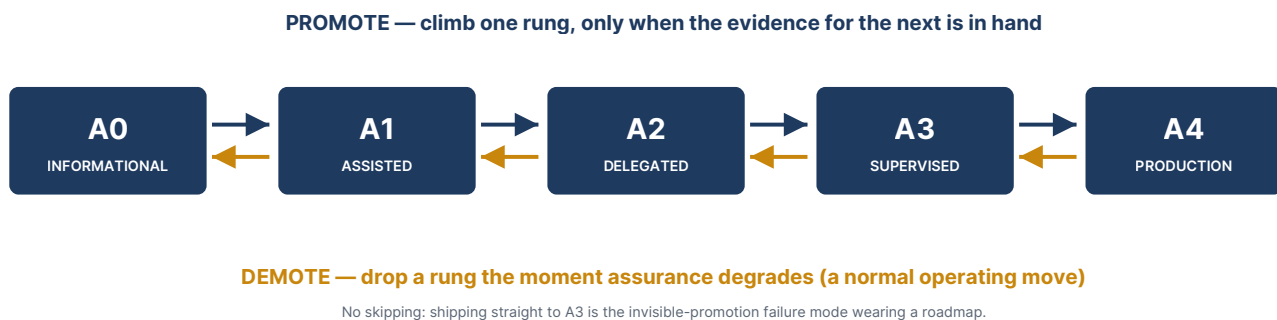 PROMOTE — climb one rung, only when the evidence for the next is in hand
A0
INFORMATIONAL
A1
ASSISTED
A2
DELEGATED
A3
SUPERVISED
A4
PRODUCTION
DEMOTE — drop a rung the moment assurance degrades (a normal operating move)
No skipping: shipping straight to A3 is the invisible-promotion failure mode wearing a roadmap.